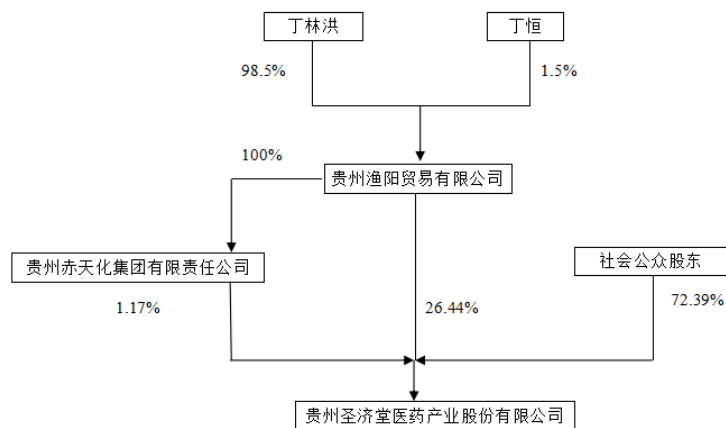 丁林洪
丁恒
98.5%
1.5%
100%
贵州渔阳贸易有限公司
贵州赤天化集团有限责任公司
社会公众股东
1.17%
26.44%
72.39%
贵州圣济堂医药产业股份有限公司